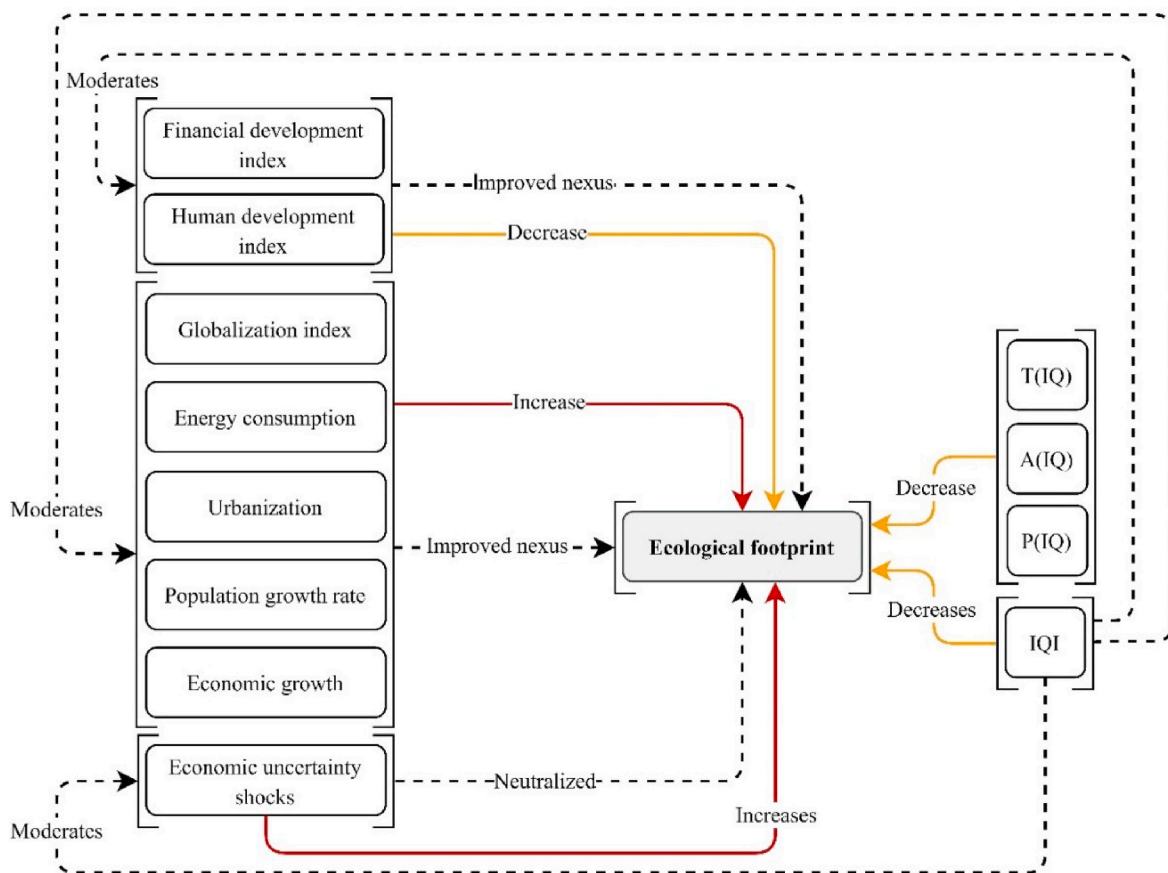 Moderates
Financial development
index
Improved nexus
Human development
index
Decrease
Globalization index
T(IQ)
Energy consumption
Increase
A(IQ)
Decrease
Urbanization
Moderates
P(IQ)
Improved nexus
Ecological footprint
Population growth rate
Decreases
IQI
Economic growth
Economic uncertainty
shocks
Neutralized
Increases
Moderates